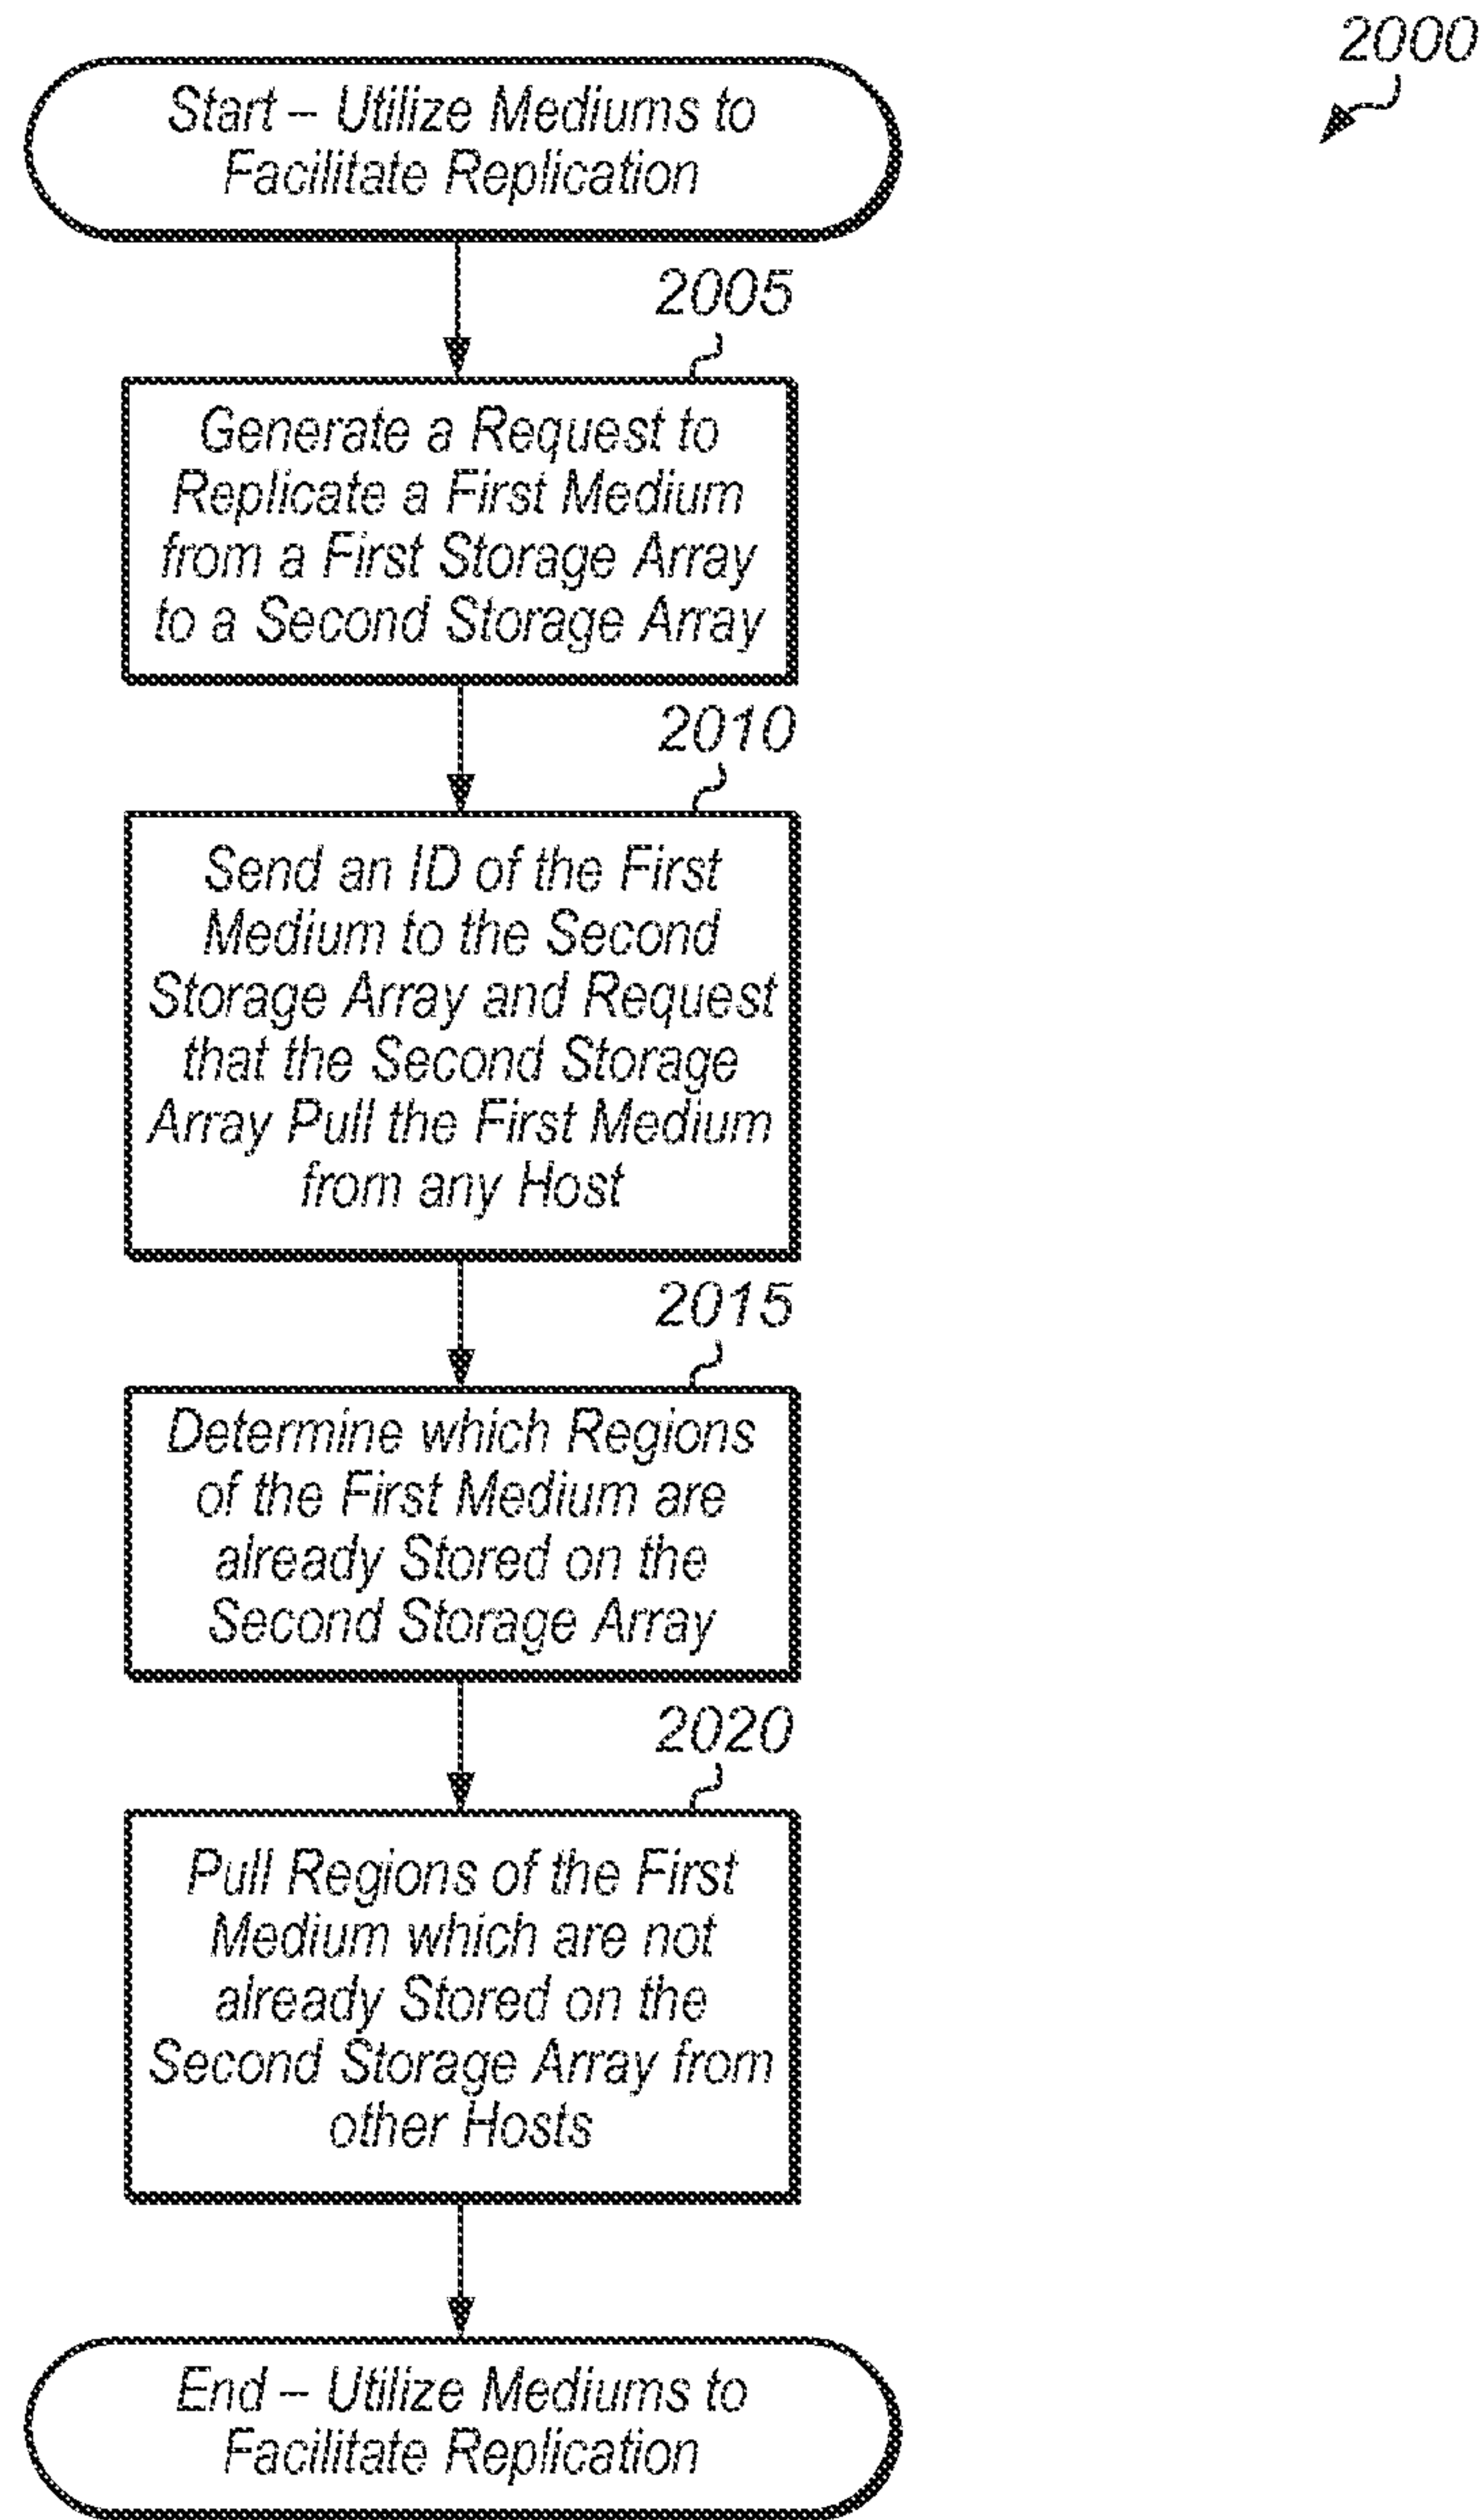 2000
Start – Utilize Mediums to
Facilitate Replication
2005
Generate a Request to
Replicate a First Medium
from a First Storage Array
to a Second Storage Array
2010
Send an ID of the First
Medium to the Second
Storage Array and Request
that the Second Storage
Array Pull the First Medium
from any Host
2015
Determine which Regions
of the First Medium are
already Stored on the
Second Storage Array
2020
Pull Regions of the First
Medium which are not
already Stored on the
Second Storage Array from
other Hosts
End – Utilize Mediums to
Facilitate Replication